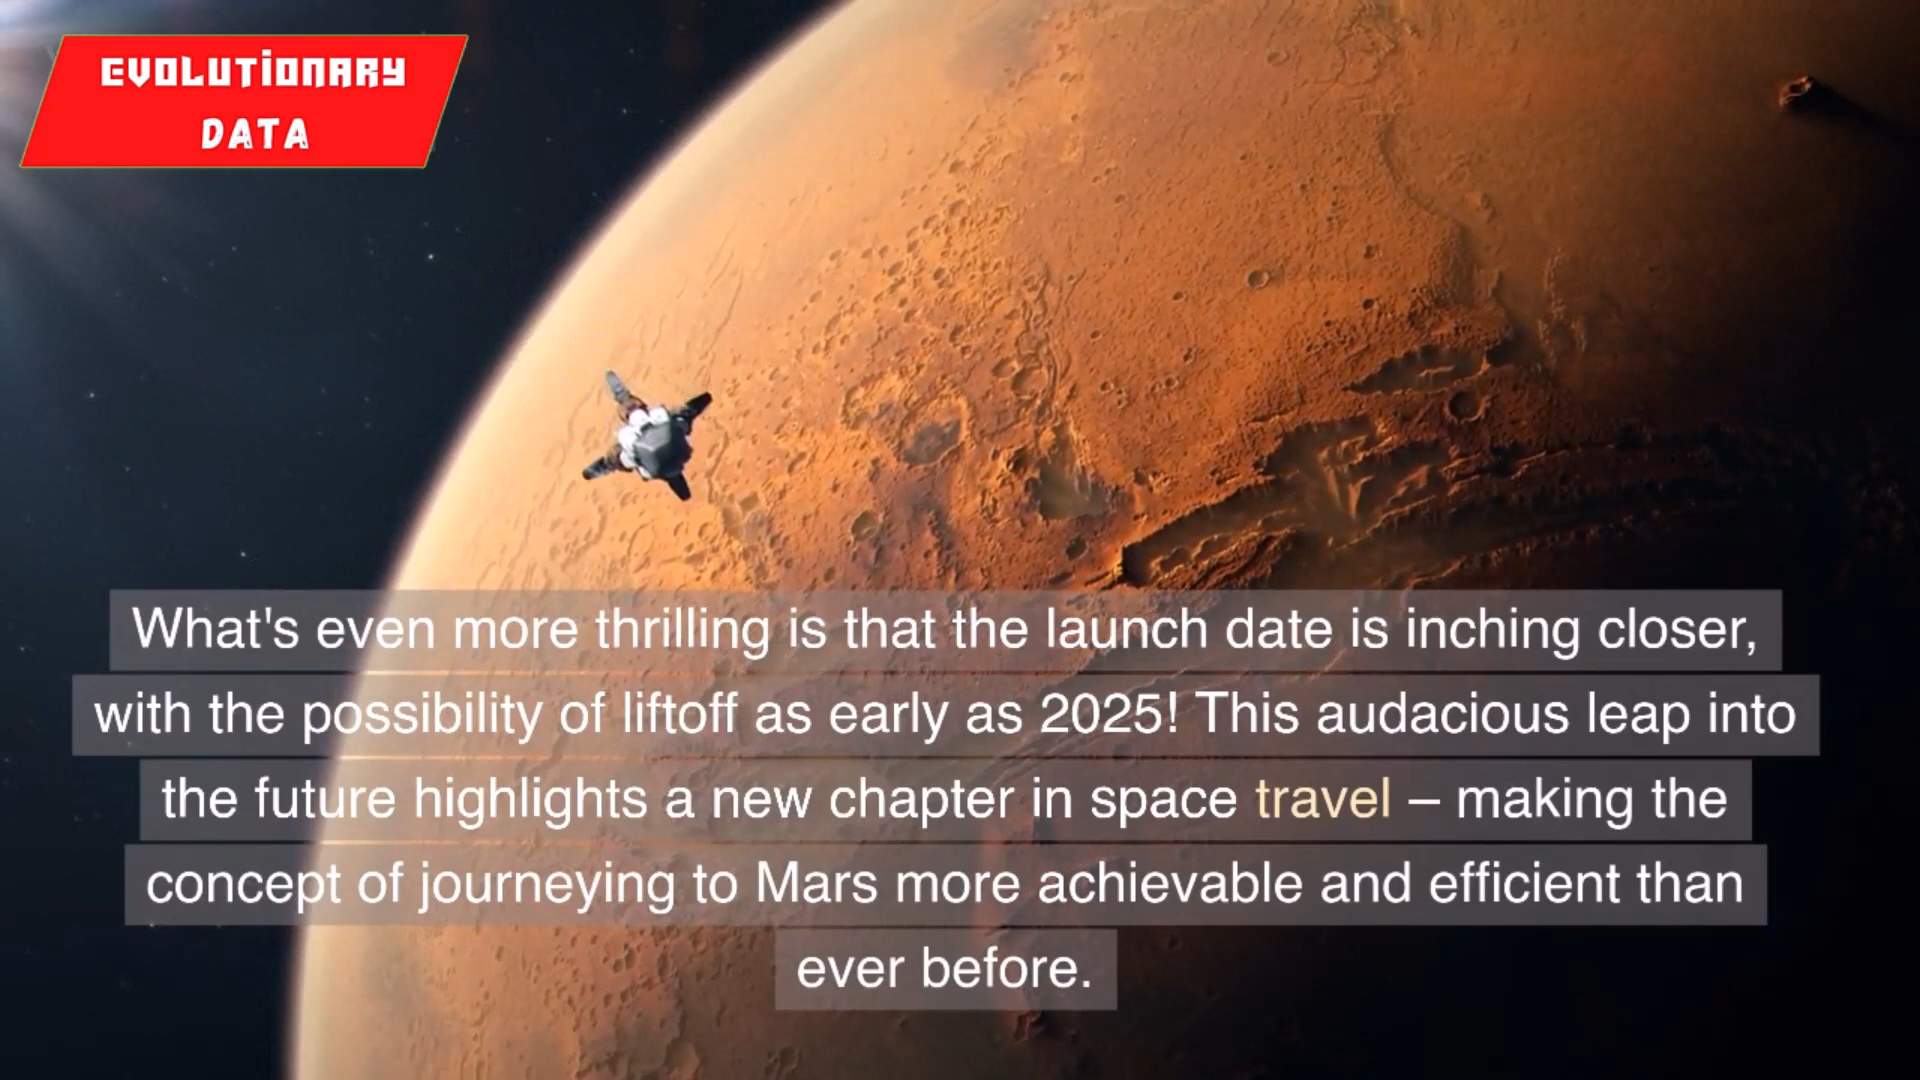 EVOLUTIONARY
DATA
What's even more thrilling is that the launch date is inching closer,
with the possibility of liftoff as early as 2025! This audacious leap into
the future highlights a new chapter in space travel – making the
concept of journeying to Mars more achievable and efficient than
ever before.